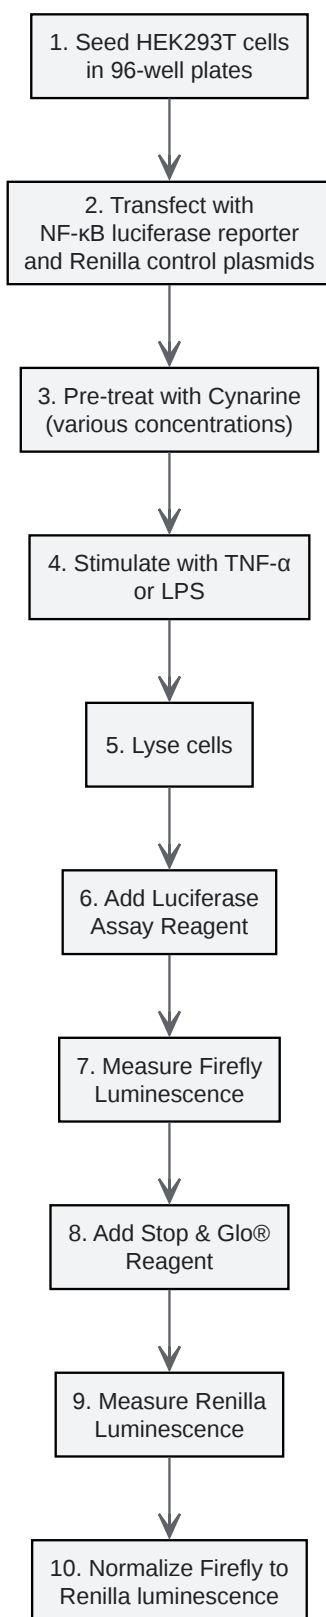 1. Seed HEK293T cells
in 96-well plates
2. Transfect with
NF-κB luciferase reporter
and Renilla control plasmids
3. Pre-treat with Cynarine
(various concentrations)
4. Stimulate with TNF-α
or LPS
5. Lyse cells
6. Add Luciferase
Assay Reagent
7. Measure Firefly
Luminescence
8. Add Stop & Glo®
Reagent
9. Measure Renilla
Luminescence
10. Normalize Firefly to
Renilla luminescence